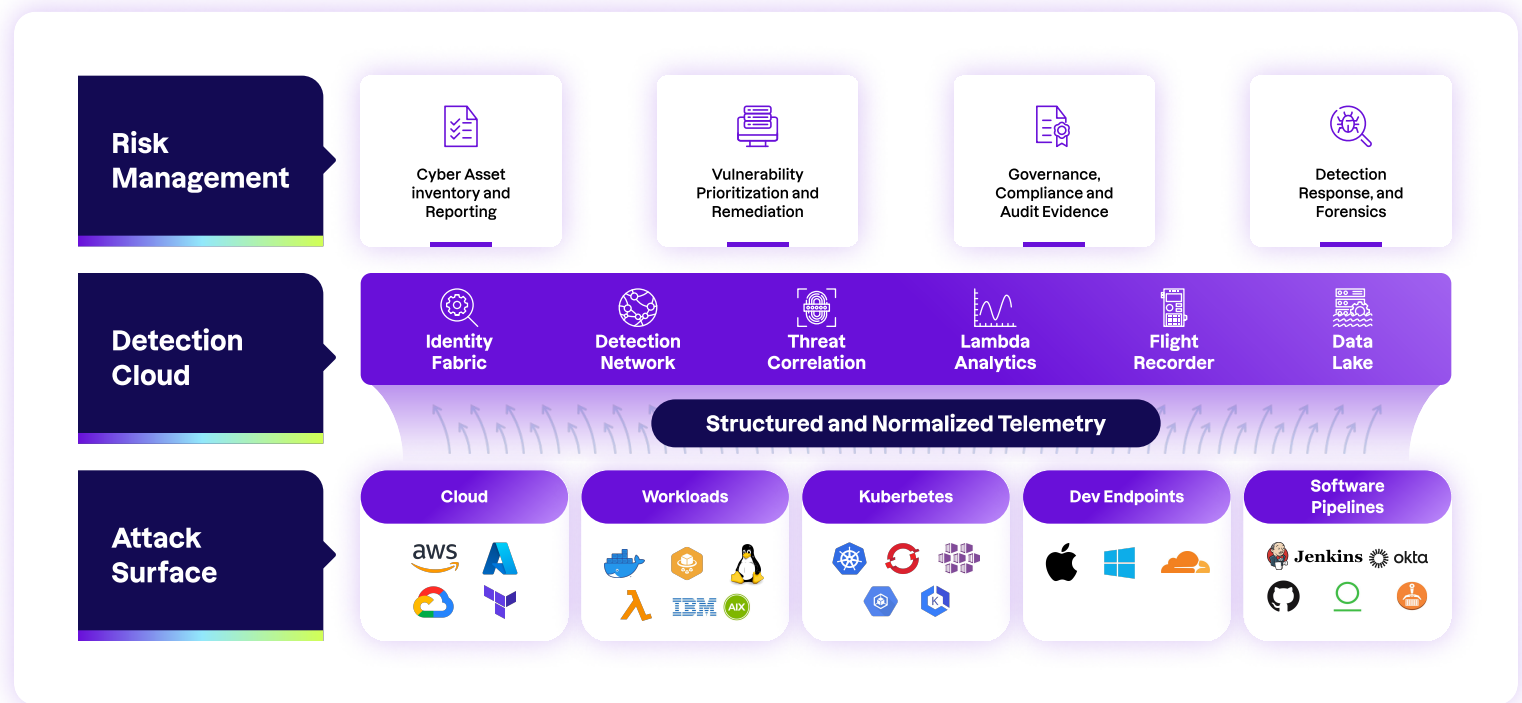 Risk
Management
Cyber Asset
inventory and
Reporting
Vulnerability
Prioritization and
Remediation
Governance,
Compliance and
Audit Evidence
Detection
Response, and
Forensics
Detection
Cloud
Identity
Fabric
Detection
Network
Threat
Correlation
Lambda
Analytics
Flight
Recorder
Data
Lake
Structured and Normalized Telemetry
Attack
Surface
Cloud
Workloads
Kuberbetes
Dev Endpoints
Software
Pipelines
aws
IBM
AIX
K
Jenkins
okta